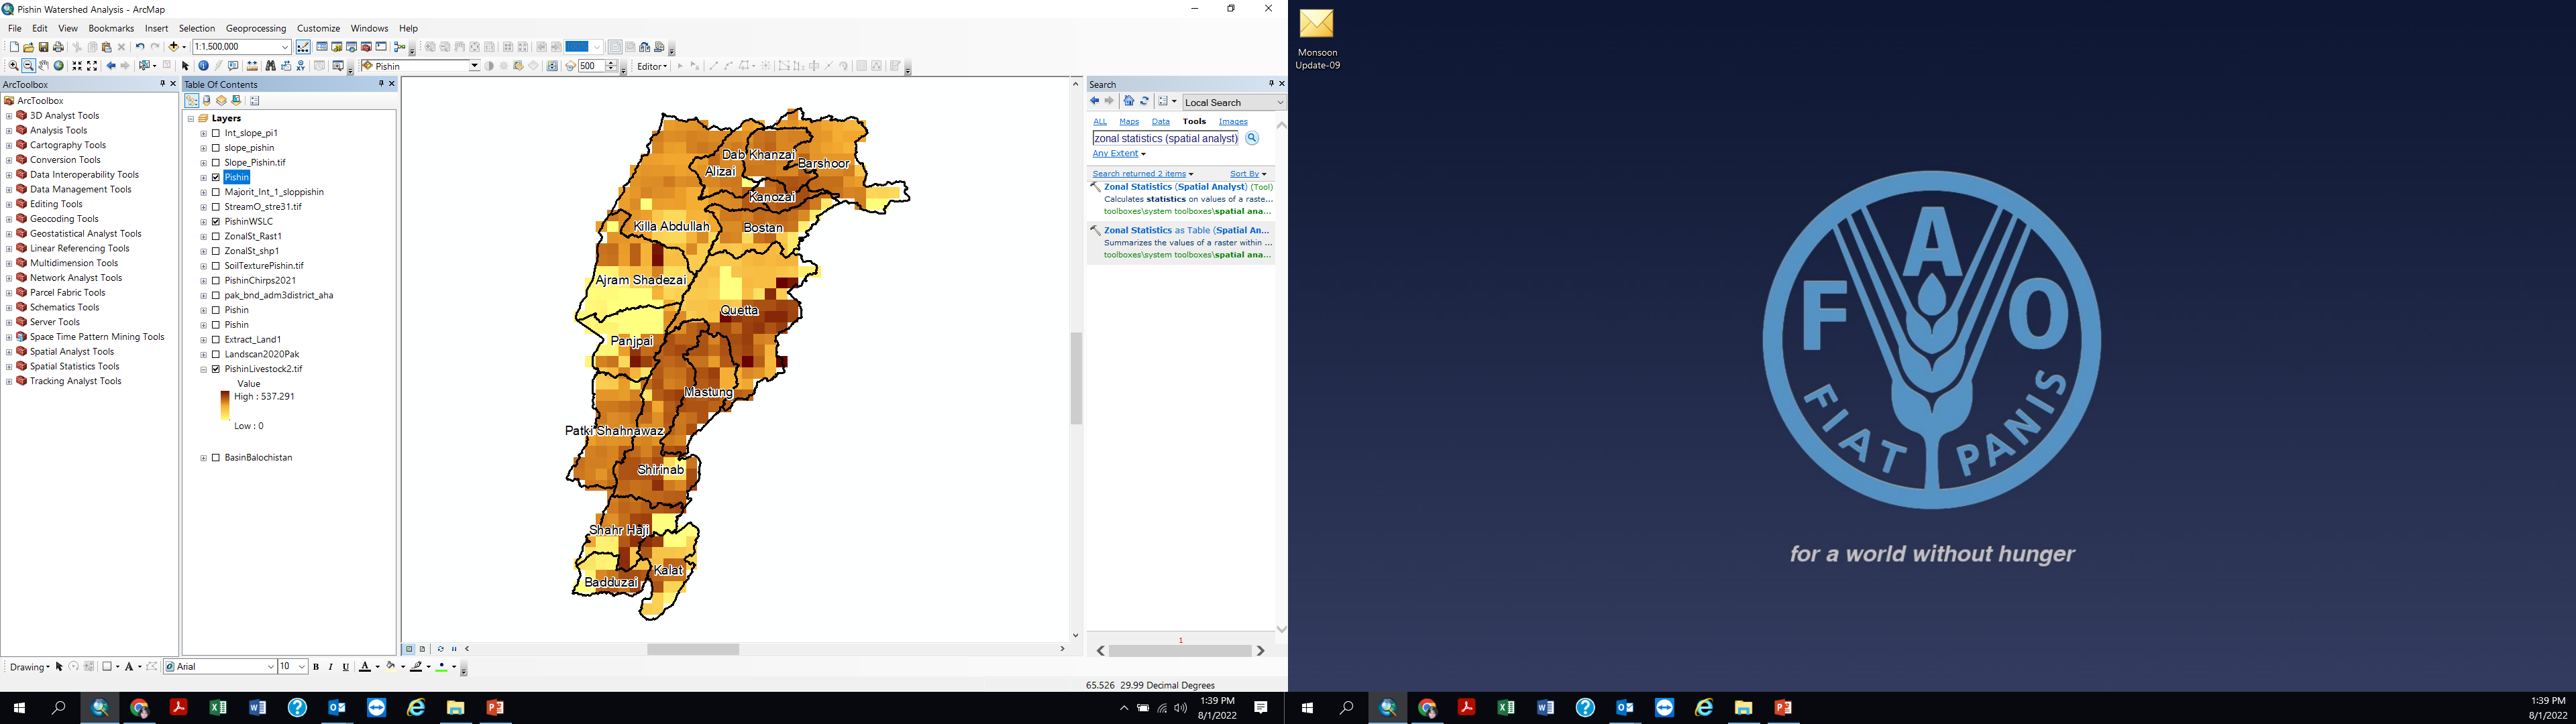 Pishin Watershed Analysis - ArcMap
File Edit View Bookmarks Insert Selection Geoprocessing Customize Windows Help
1:1,500,000
Pishin
500
Editor
ArcToolbox
ArcToolbox
3D Analyst Tools
Analysis Tools
Cartography Tools
Conversion Tools
Data Interoperability Tools
Data Management Tools
Editing Tools
Geocoding Tools
Geostatistical Analyst Tools
Linear Referencing Tools
Multidimension Tools
Network Analyst Tools
Parcel Fabric Tools
Schematics Tools
Server Tools
Space Time Pattern Mining Tools
Spatial Analyst Tools
Spatial Statistics Tools
Tracking Analyst Tools
Table Of Contents
Layers
Int_slope_pi1
slope_pishin
Slope_Pishin.tif
Pishin
Majorit_Int_1_sloppishin
StreamO_stre31.tif
PishinWSLC
ZonalSt_Rast1
ZonalSt_shp1
SoilTexturePishin.tif
PishinChirps2021
pak_bnd_adm3district_aha
Pishin
Pishin
Extract_Land1
Landscan2020Pak
PishinLivestock2.tif
Value
High : 537.291
Low : 0
BasinBalochistan
Dab Khanzai
Barshoor
Alizai
Kanozai
Killa Abdullah
Bostan
Ajram Shadezai
Quetta
Panjpai
Mastung
Patki Shahnawaz
Shirinab
Shahr Haji
Kalat
Badduzai
Search
Local Search
ALL Maps Data Tools Images
zonal statistics (spatial analyst)
Any Extent
Search returned 2 items Sort By
Zonal Statistics (Spatial Analyst) (Tool)
Calculates statistics on values of a raste...
toolboxes\system toolboxes\spatial ana...
Zonal Statistics as Table (Spatial An...
Summarizes the values of a raster within ...
toolboxes\system toolboxes\spatial ana...
1
Drawing
Arial
10
B I U A
65.526 29.99 Decimal Degrees
1:39 PM
8/1/2022
Monsoon
Update-09
F A O
FIAT PANIS
for a world without hunger
1:39 PM
8/1/2022